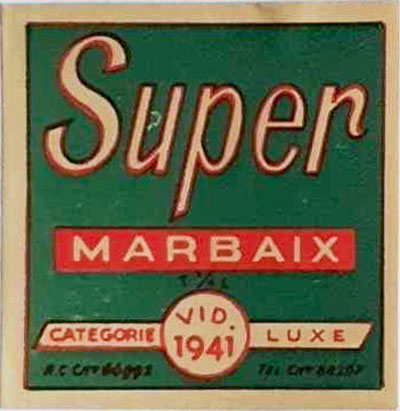 Super
MARBAIX
CATEGORIE VID. 1941 LUXE